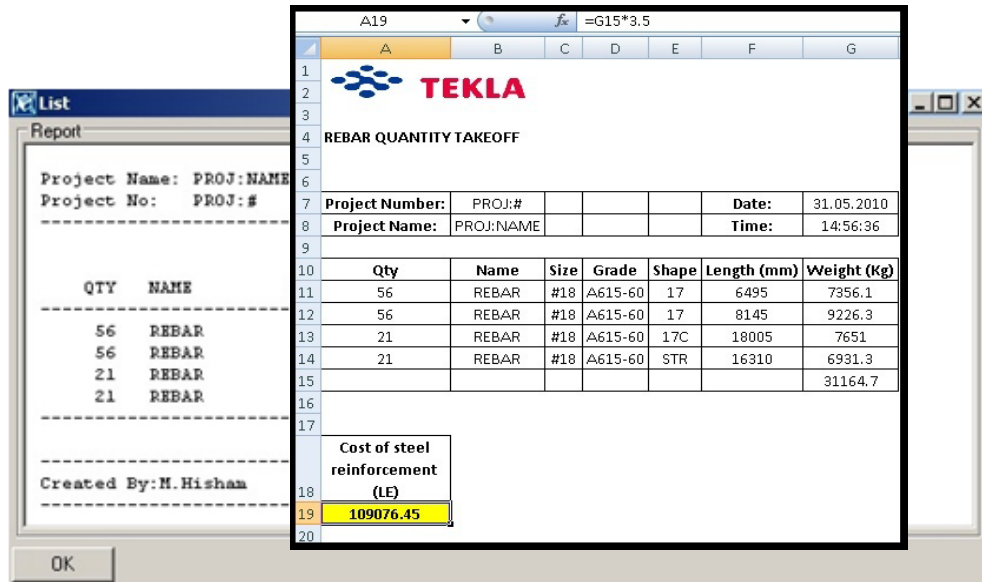 A19 fx =G15*3.5
A B C D E F G
1
2 TEKLA
3
4 REBAR QUANTITY TAKEOFF
5
6
7 Project Number: PROJ:# Date: 31.05.2010
8 Project Name: PROJ:NAME Time: 14:56:36
9
10 Qty Name Size Grade Shape Length (mm) Weight (Kg)
11 56 REBAR #18 A615-60 17 6495 7356.1
12 56 REBAR #18 A615-60 17 8145 9226.3
13 21 REBAR #18 A615-60 17C 18005 7651
14 21 REBAR #18 A615-60 STR 16310 6931.3
15 31164.7
16
17
Cost of steel
reinforcement
18 (LE)
19 109076.45
20
List
Report
Project Name: PROJ:NAME
Project No: PROJ:#
QTY NAME
56 REBAR
56 REBAR
21 REBAR
21 REBAR
Created By:M.Hisham
OK